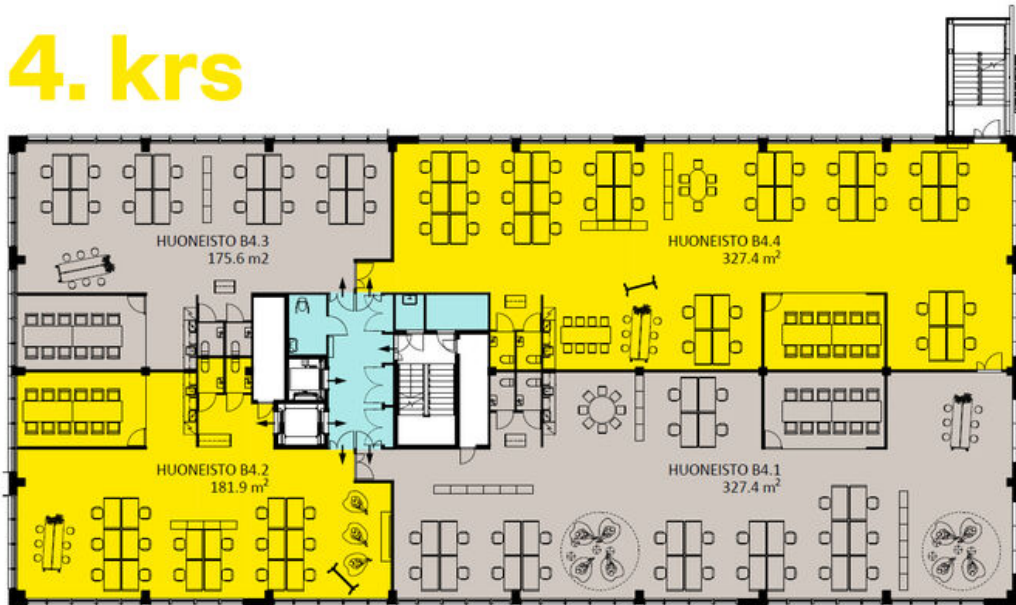 4. krs
HUONEISTO B4.3
175.6 m2
HUONEISTO B4.4
327.4 m²
HUONEISTO B4.2
181.9 m²
HUONEISTO B4.1
327.4 m²